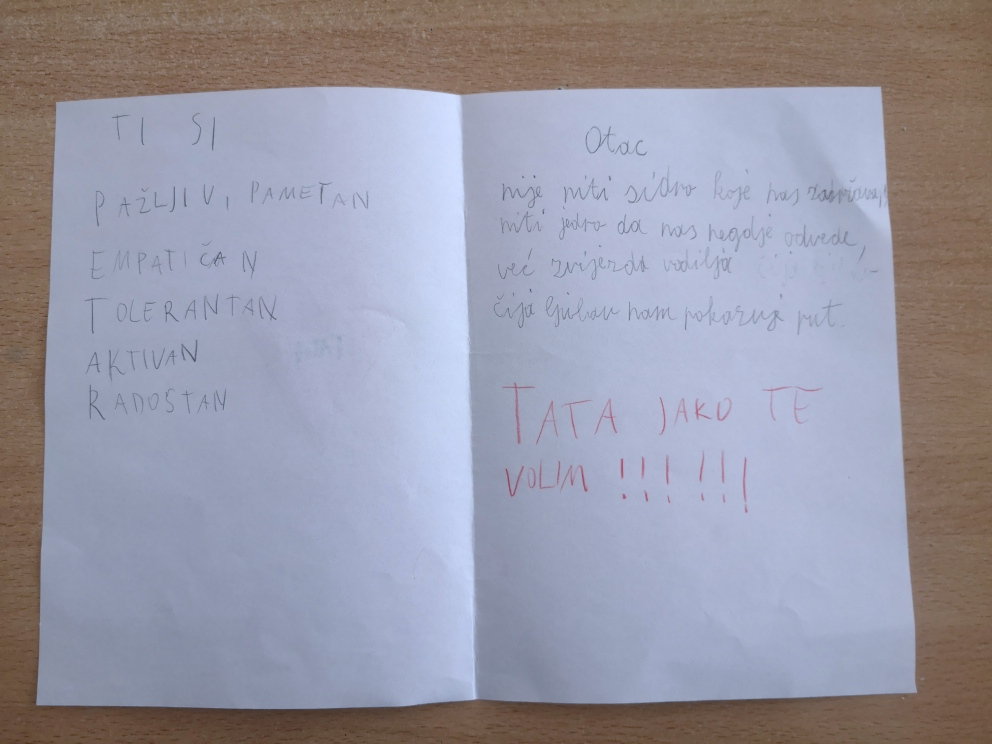 TI SI
PAŽLJIV, PAMETAN
EMPATIČAN
TOLERANTAN
AKTIVAN
RADOSTAN
Otac
nije niti sidro koje nas zadržava,
niti jedro da nas negdje odvede,
već zvijezda vodilja
čija ljubav nam pokazuje put.
TATA JAKO TE
VOLIM !!! !!!